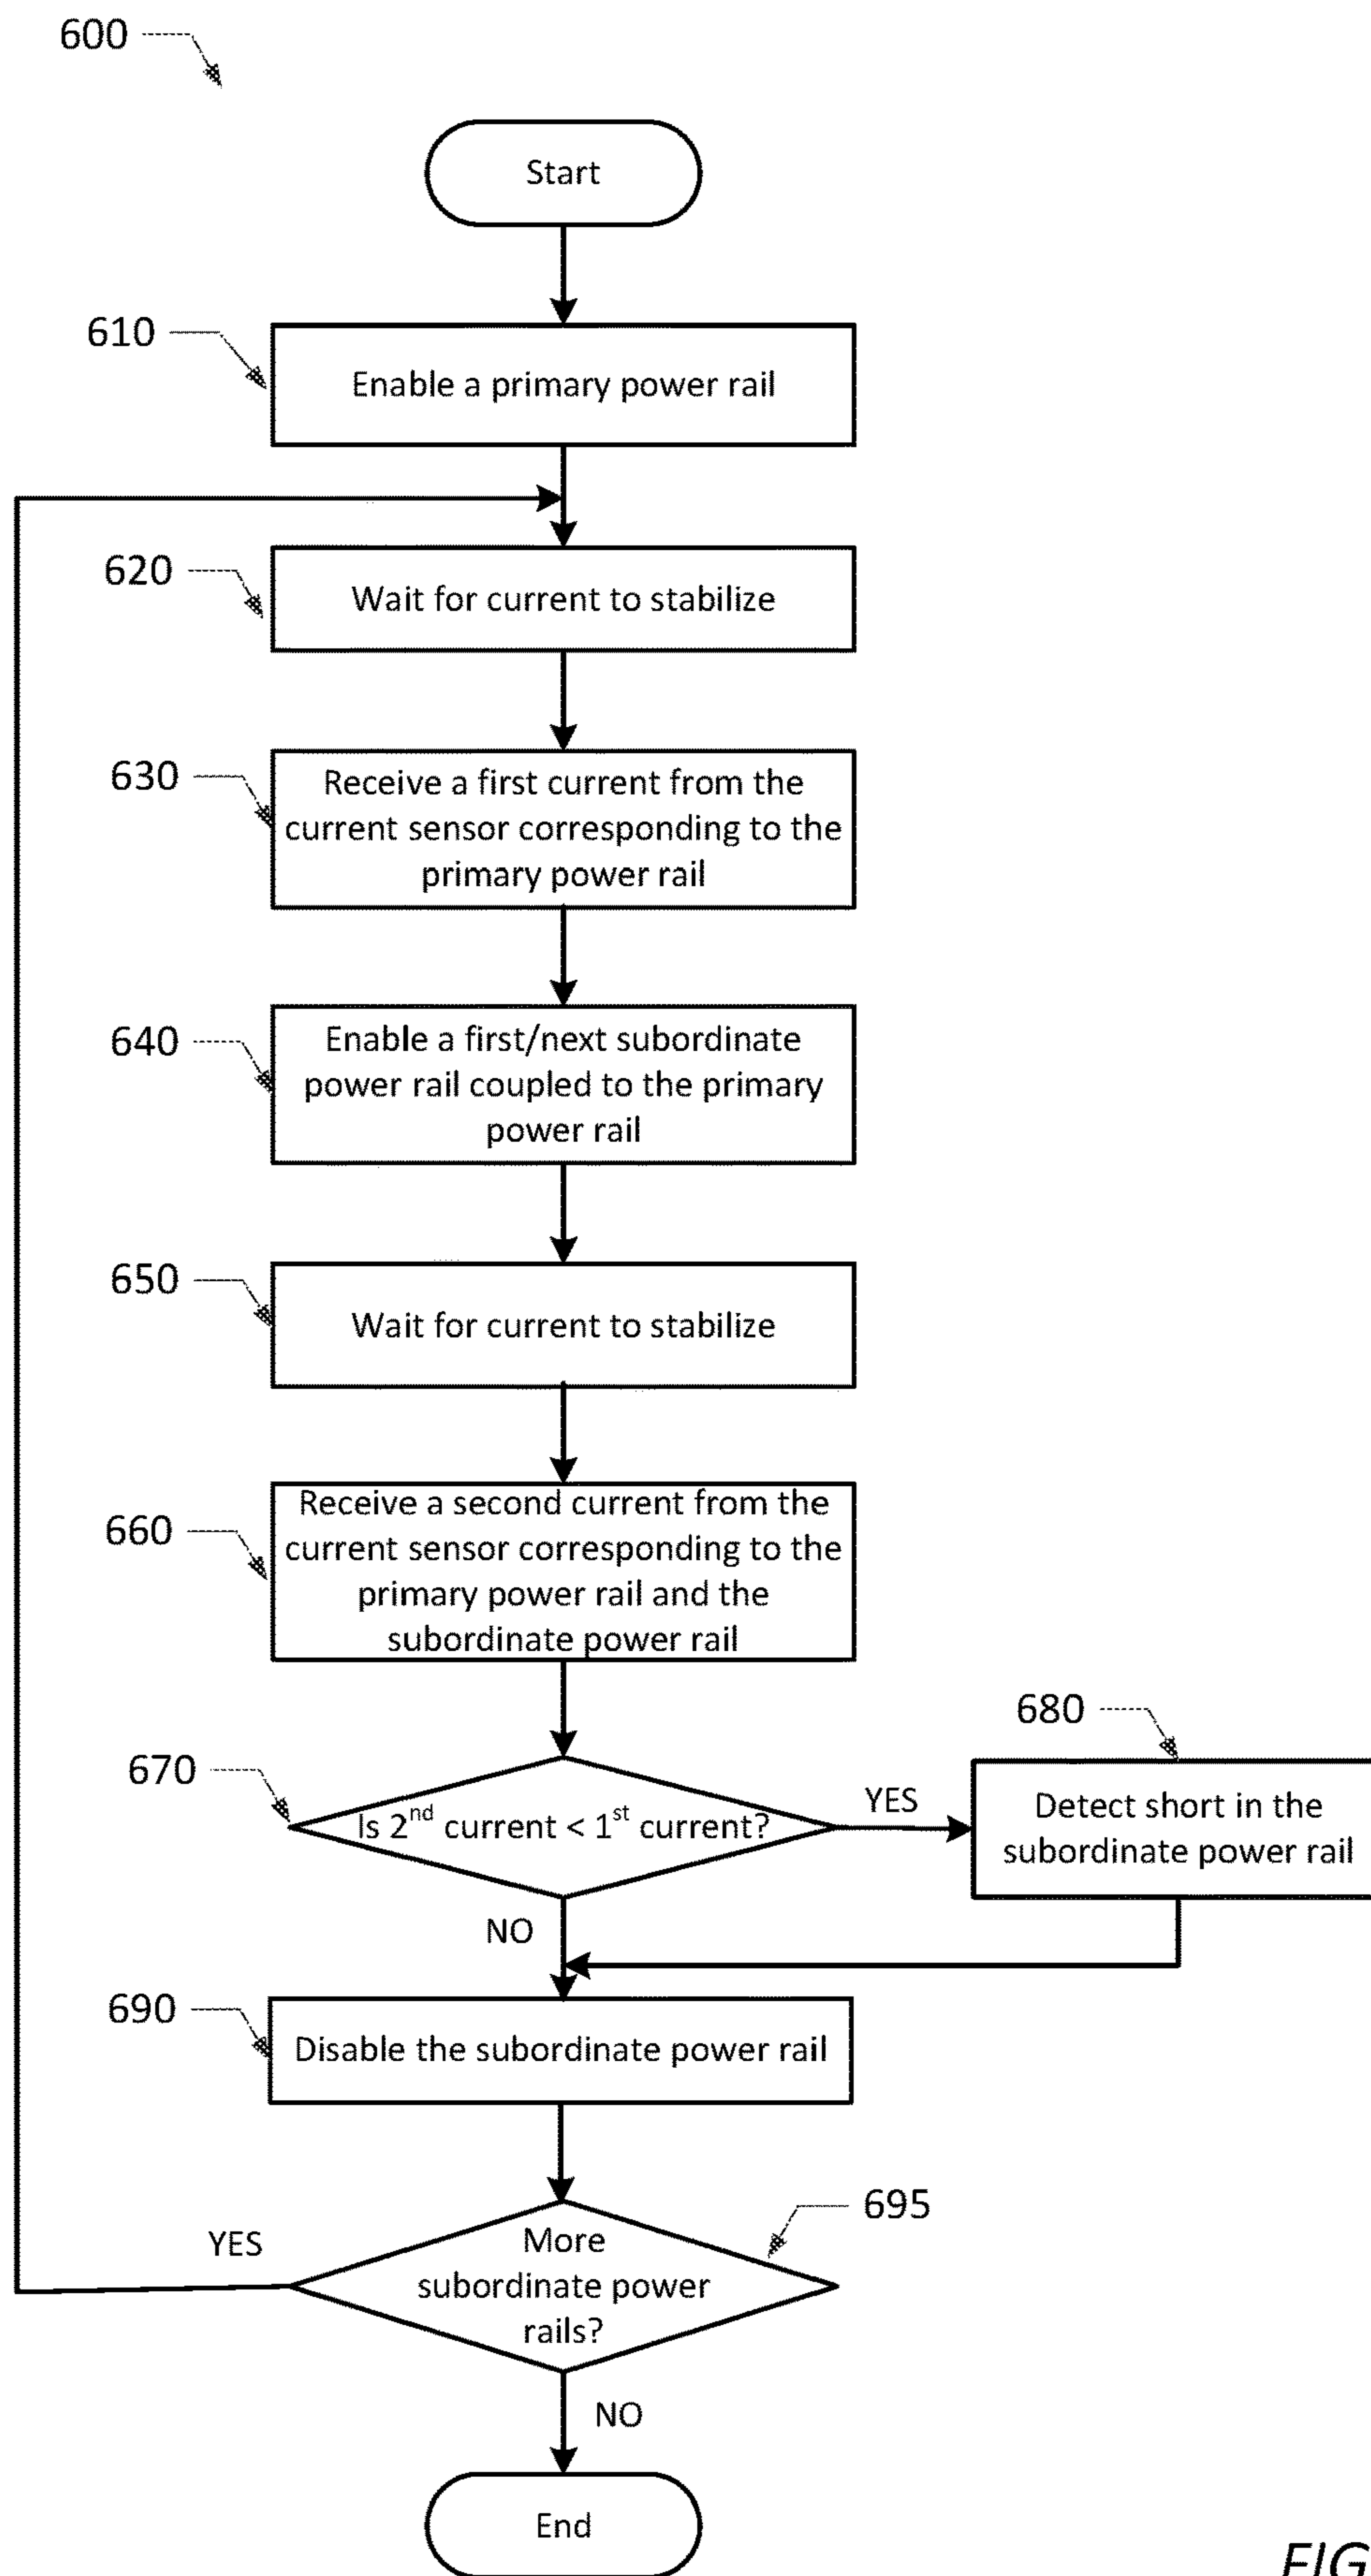 600
Start
610
Enable a primary power rail
620
Wait for current to stabilize
630
Receive a first current from the
current sensor corresponding to the
primary power rail
640
Enable a first/next subordinate
power rail coupled to the primary
power rail
650
Wait for current to stabilize
660
Receive a second current from the
current sensor corresponding to the
primary power rail and the
subordinate power rail
670
Is 2nd current < 1st current?
YES
680
Detect short in the
subordinate power rail
NO
690
Disable the subordinate power rail
695
More
subordinate power
rails?
YES
NO
End
FIG